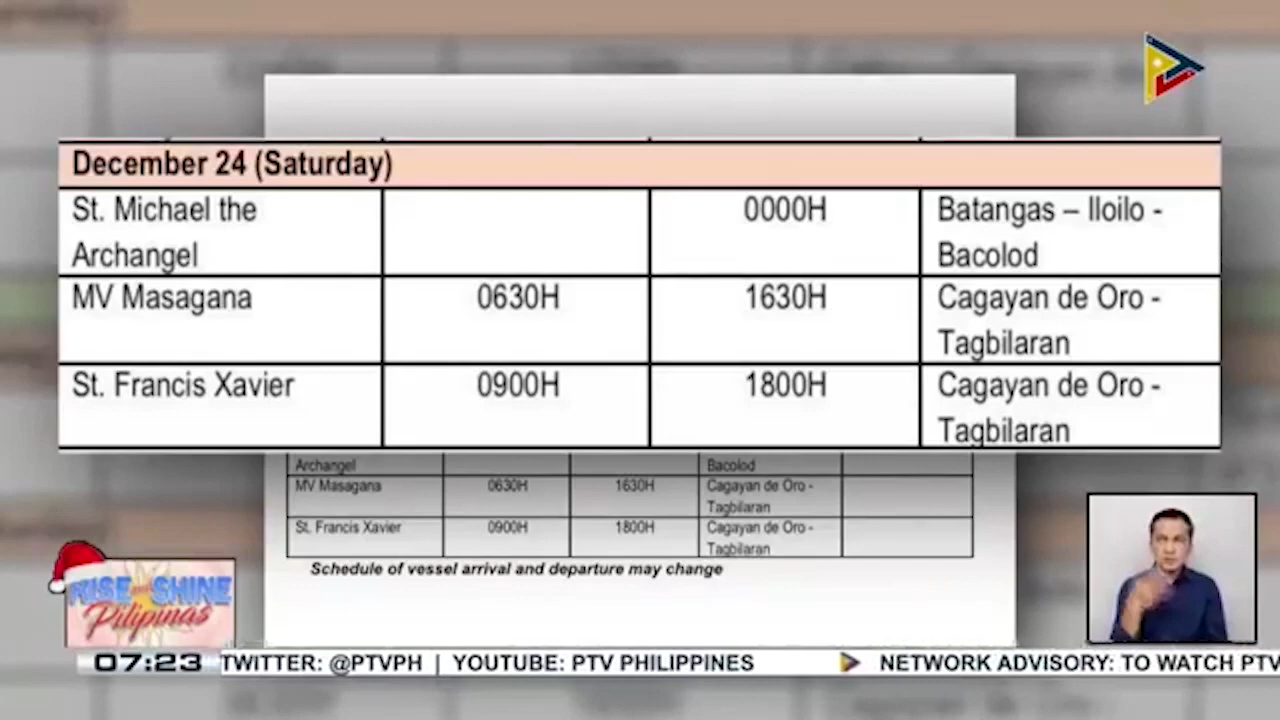 December 24 (Saturday)
St. Michael the
Archangel
0000H
Batangas – Iloilo -
Bacolod
MV Masagana
0630H
1630H
Cagayan de Oro -
Tagbilaran
St. Francis Xavier
0900H
1800H
Cagayan de Oro -
Tagbilaran
Archangel
Bacolod
MV Masagana
0630H
1630H
Cagayan de Oro -
Tagbilaran
St. Francis Xavier
0900H
1800H
Cagayan de Oro -
Tagbilaran
Schedule of vessel arrival and departure may change
RISE and SHINE
Pilipinas
07:23
TWITTER: @PTVPH | YOUTUBE: PTV PHILIPPINES
NETWORK ADVISORY: TO WATCH PTV